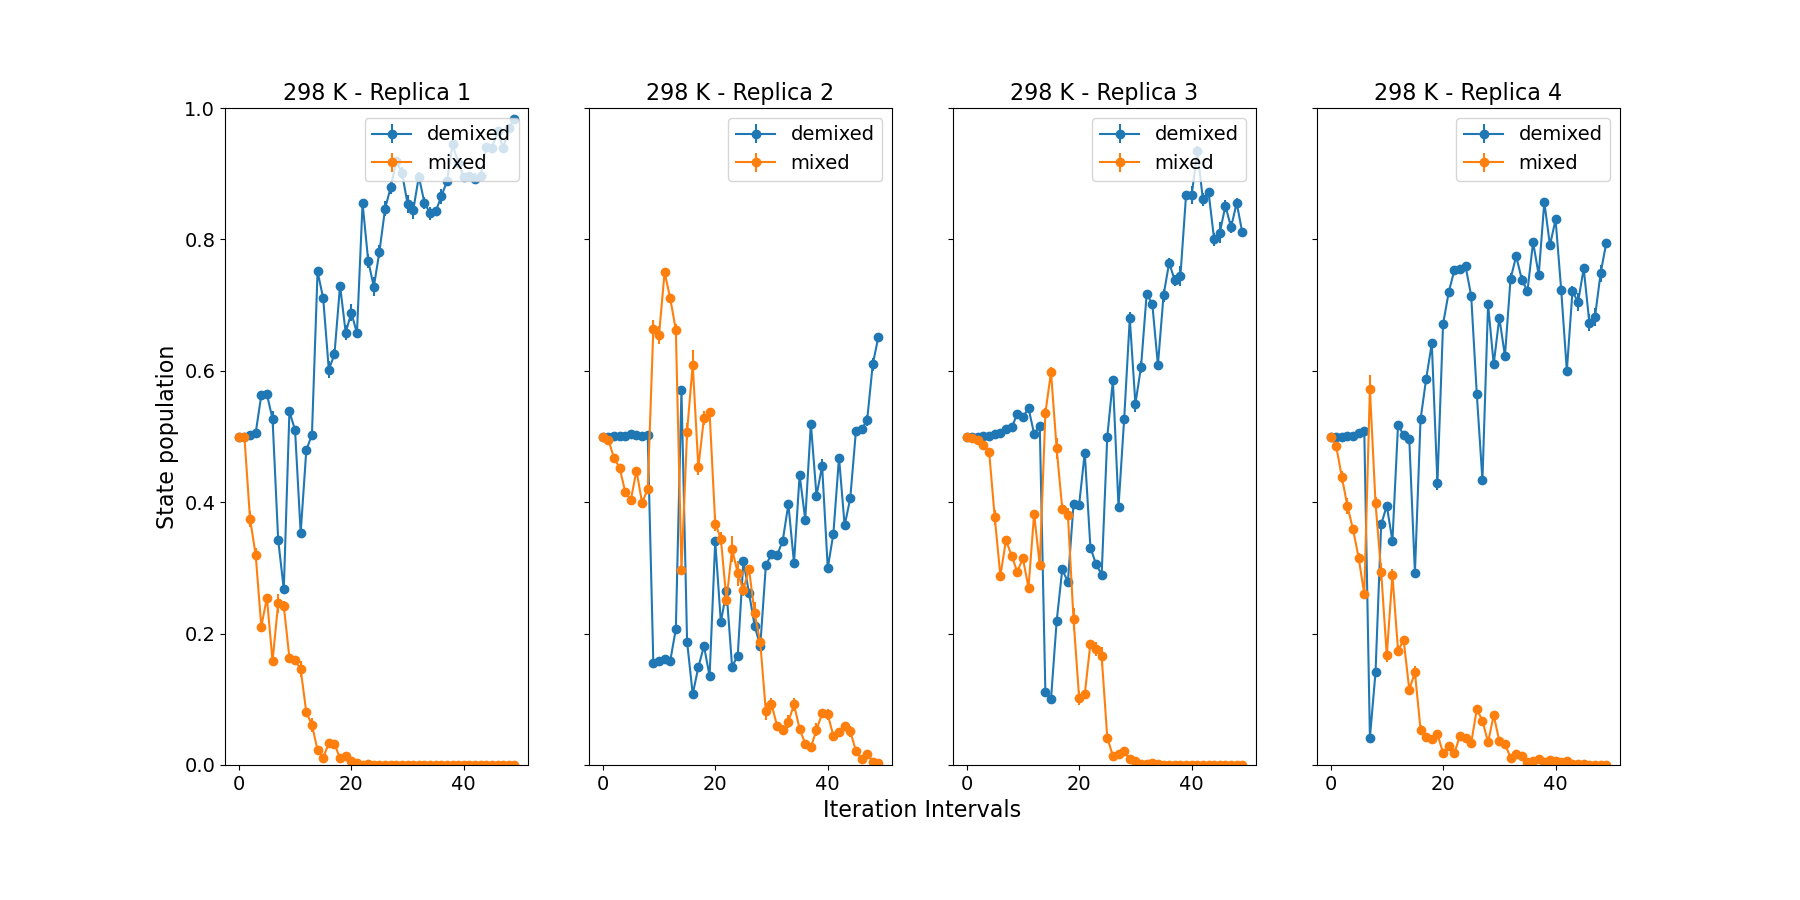 298 K - Replica 1
298 K - Replica 2
298 K - Replica 3
298 K - Replica 4
State population
1.0
0.8
0.6
0.4
0.2
0.0
demixed
mixed
demixed
mixed
demixed
mixed
demixed
mixed
0 20 40
0 20 40
0 20 40
0 20 40
Iteration Intervals